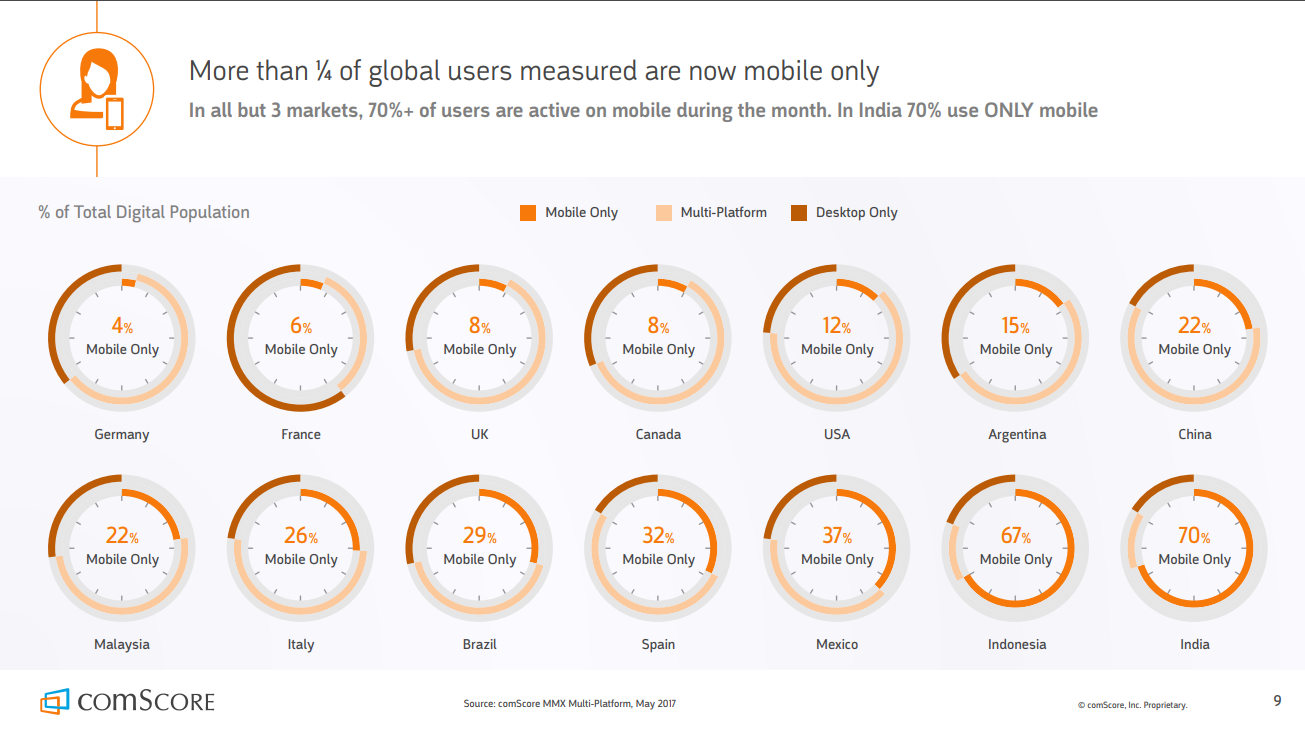 More than ¼ of global users measured are now mobile only
In all but 3 markets, 70%+ of users are active on mobile during the month. In India 70% use ONLY mobile
% of Total Digital Population
Mobile Only
Multi-Platform
Desktop Only
4%
Mobile Only
Germany
6%
Mobile Only
France
8%
Mobile Only
UK
8%
Mobile Only
Canada
12%
Mobile Only
USA
15%
Mobile Only
Argentina
22%
Mobile Only
China
22%
Mobile Only
Malaysia
26%
Mobile Only
Italy
29%
Mobile Only
Brazil
32%
Mobile Only
Spain
37%
Mobile Only
Mexico
67%
Mobile Only
Indonesia
70%
Mobile Only
India
comScore
Source: comScore MMX Multi-Platform, May 2017
© comScore, Inc. Proprietary.
9